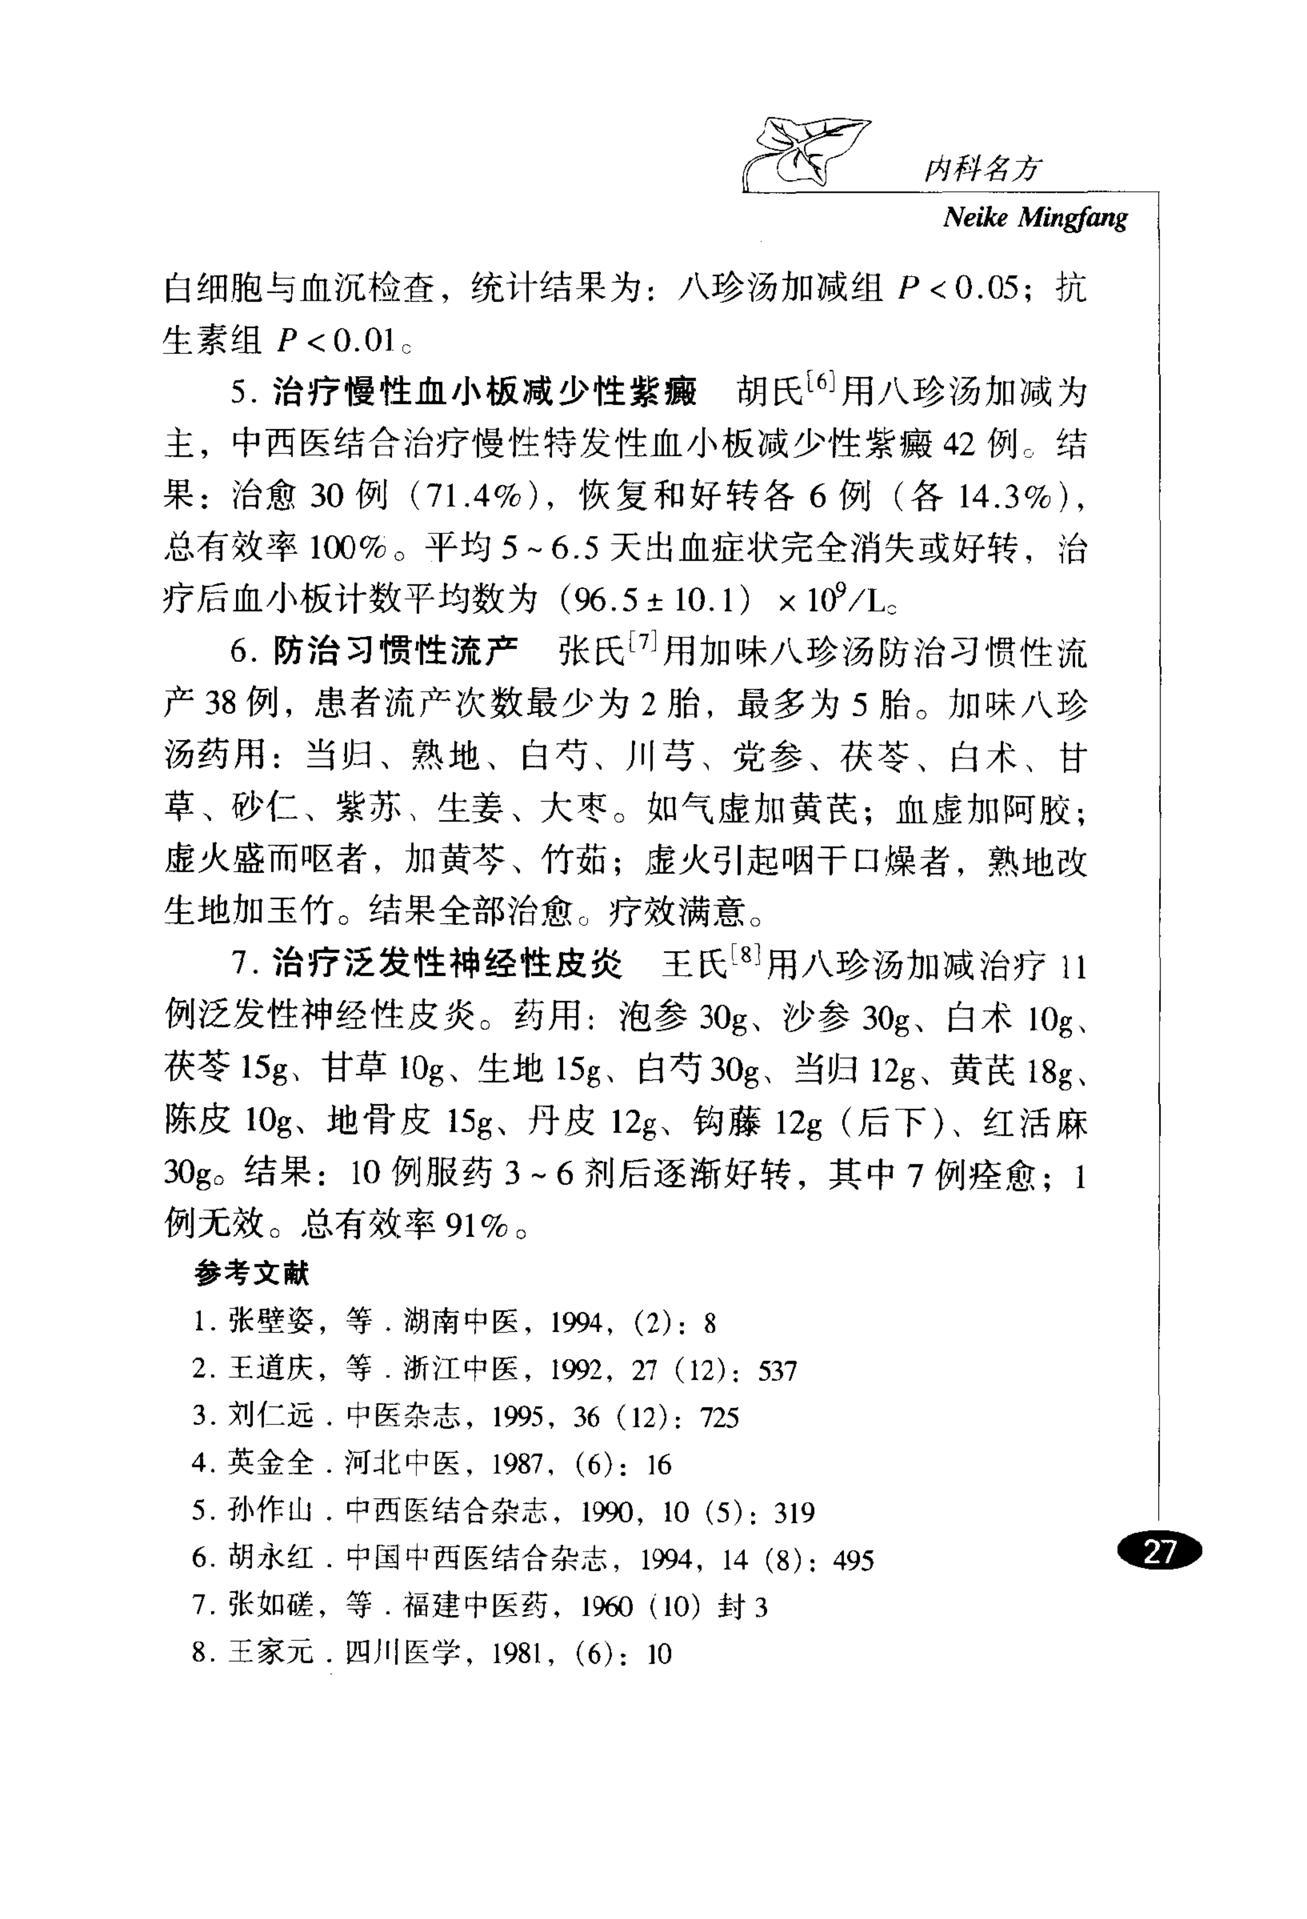 内科名方
Neike Mingfang
白细胞与血沉检查，统计结果为：八珍汤加减组 P<0.05；抗
生素组 P<0.01。
5. 治疗慢性血小板减少性紫癜 胡氏[6]用八珍汤加减为
主，中西医结合治疗慢性特发性血小板减少性紫癜 42 例。结
果：治愈 30 例（71.4%），恢复和好转各 6 例（各 14.3%），
总有效率 100%。平均 5~6.5 天出血症状完全消失或好转，治
疗后血小板计数平均数为（96.5±10.1）×10⁹/L。
6. 防治习惯性流产 张氏[7]用加味八珍汤防治习惯性流
产 38 例，患者流产次数最少为 2 胎，最多为 5 胎。加味八珍
汤药用：当归、熟地、白芍、川芎、党参、茯苓、白术、甘
草、砂仁、紫苏、生姜、大枣。如气虚加黄芪；血虚加阿胶；
虚火盛而呕者，加黄芩、竹茹；虚火引起咽干口燥者，熟地改
生地加玉竹。结果全部治愈。疗效满意。
7. 治疗泛发性神经性皮炎 王氏[8]用八珍汤加减治疗 11
例泛发性神经性皮炎。药用：泡参 30g、沙参 30g、白术 10g、
茯苓 15g、甘草 10g、生地 15g、白芍 30g、当归 12g、黄芪 18g、
陈皮 10g、地骨皮 15g、丹皮 12g、钩藤 12g（后下）、红活麻
30g。结果：10 例服药 3~6 剂后逐渐好转，其中 7 例痊愈；1
例无效。总有效率 91%。
参考文献
1. 张壁姿，等．湖南中医，1994，(2)：8
2. 王道庆，等．浙江中医，1992，27（12）：537
3. 刘仁远．中医杂志，1995，36（12）：725
4. 英金全．河北中医，1987，(6)：16
5. 孙作山．中西医结合杂志，1990，10（5）：319
6. 胡永红．中国中西医结合杂志，1994，14（8）：495
7. 张如磋，等．福建中医药，1960（10）封 3
8. 王家元．四川医学，1981，(6)：10
27